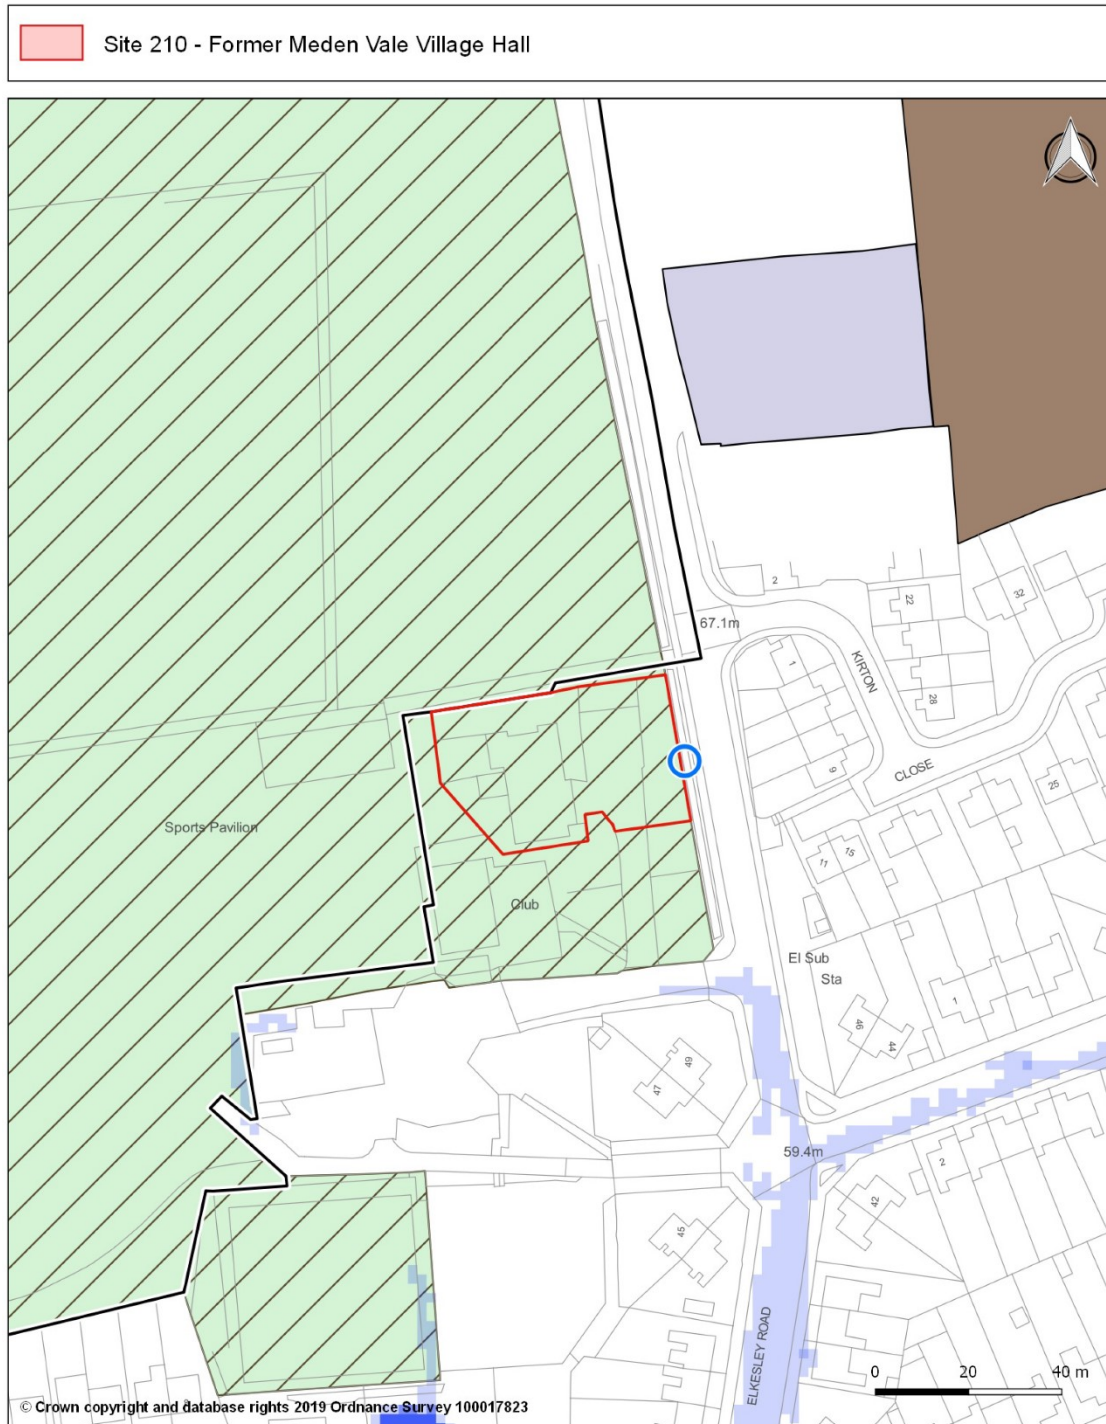 Site 210 - Former Meden Vale Village Hall
2
22
32
67.1m
1
KIRTON
28
9
CLOSE
25
Sports Pavilion
11
15
Club
El Sub
Sta
1
46
44
49
47
59.4m
2
42
45
ELKESLEY ROAD
0 20 40 m
© Crown copyright and database rights 2019 Ordnance Survey 100017823